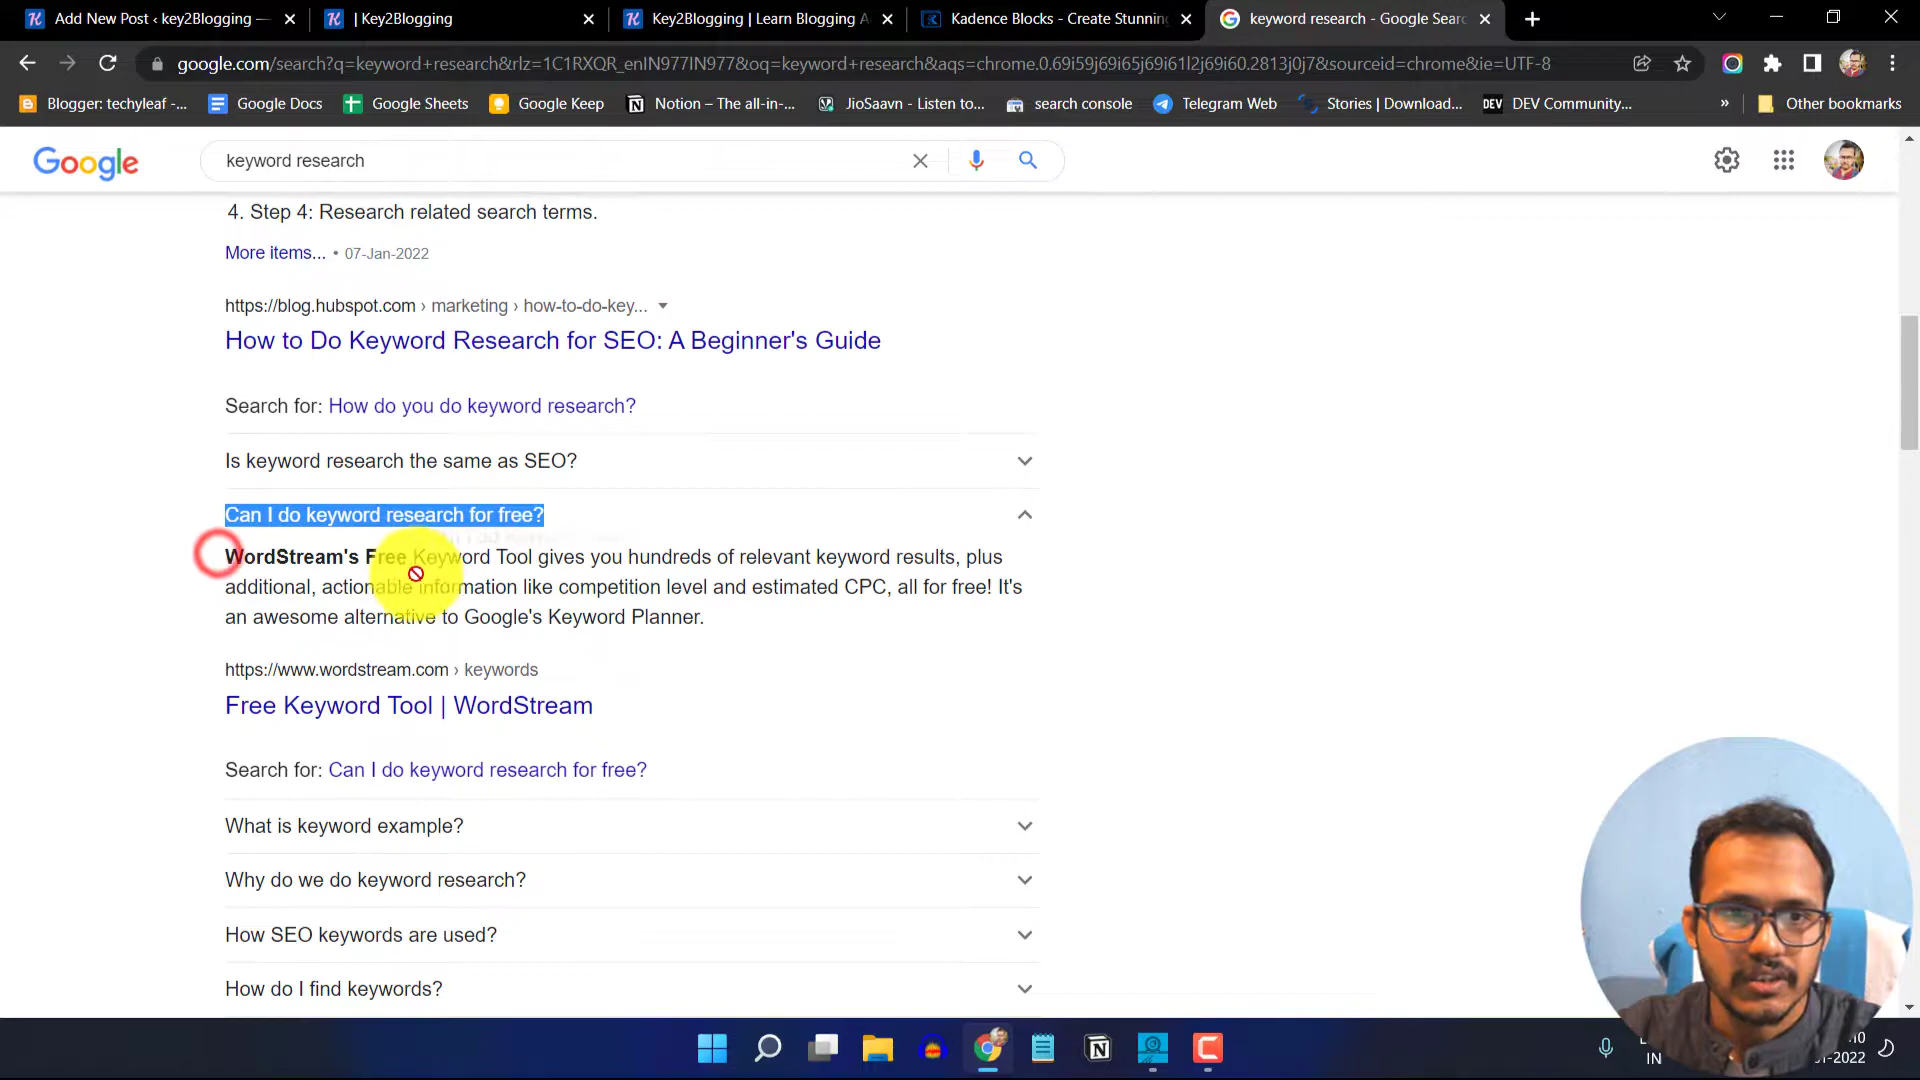 Add New Post ‹ key2Blogging —
| Key2Blogging
Key2Blogging | Learn Blogging A
Kadence Blocks - Create Stunning
keyword research - Google Searc
google.com/search?q=keyword+research&rlz=1C1RXQR_enIN977IN977&oq=keyword+research&aqs=chrome.0.69i59j69i65j69i61l2j69i60.2813j0j7&sourceid=chrome&ie=UTF-8
Blogger: techyleaf -...
Google Docs
Google Sheets
Google Keep
Notion – The all-in-...
JioSaavn - Listen to...
search console
Telegram Web
Stories | Download...
DEV Community...
»
Other bookmarks
Google
keyword research
4. Step 4: Research related search terms.
More items... • 07-Jan-2022
https://blog.hubspot.com › marketing › how-to-do-key...
How to Do Keyword Research for SEO: A Beginner's Guide
Search for: How do you do keyword research?
Is keyword research the same as SEO?
Can I do keyword research for free?
WordStream's Free Keyword Tool gives you hundreds of relevant keyword results, plus
additional, actionable information like competition level and estimated CPC, all for free! It's
an awesome alternative to Google's Keyword Planner.
https://www.wordstream.com › keywords
Free Keyword Tool | WordStream
Search for: Can I do keyword research for free?
What is keyword example?
Why do we do keyword research?
How SEO keywords are used?
How do I find keywords?
IN